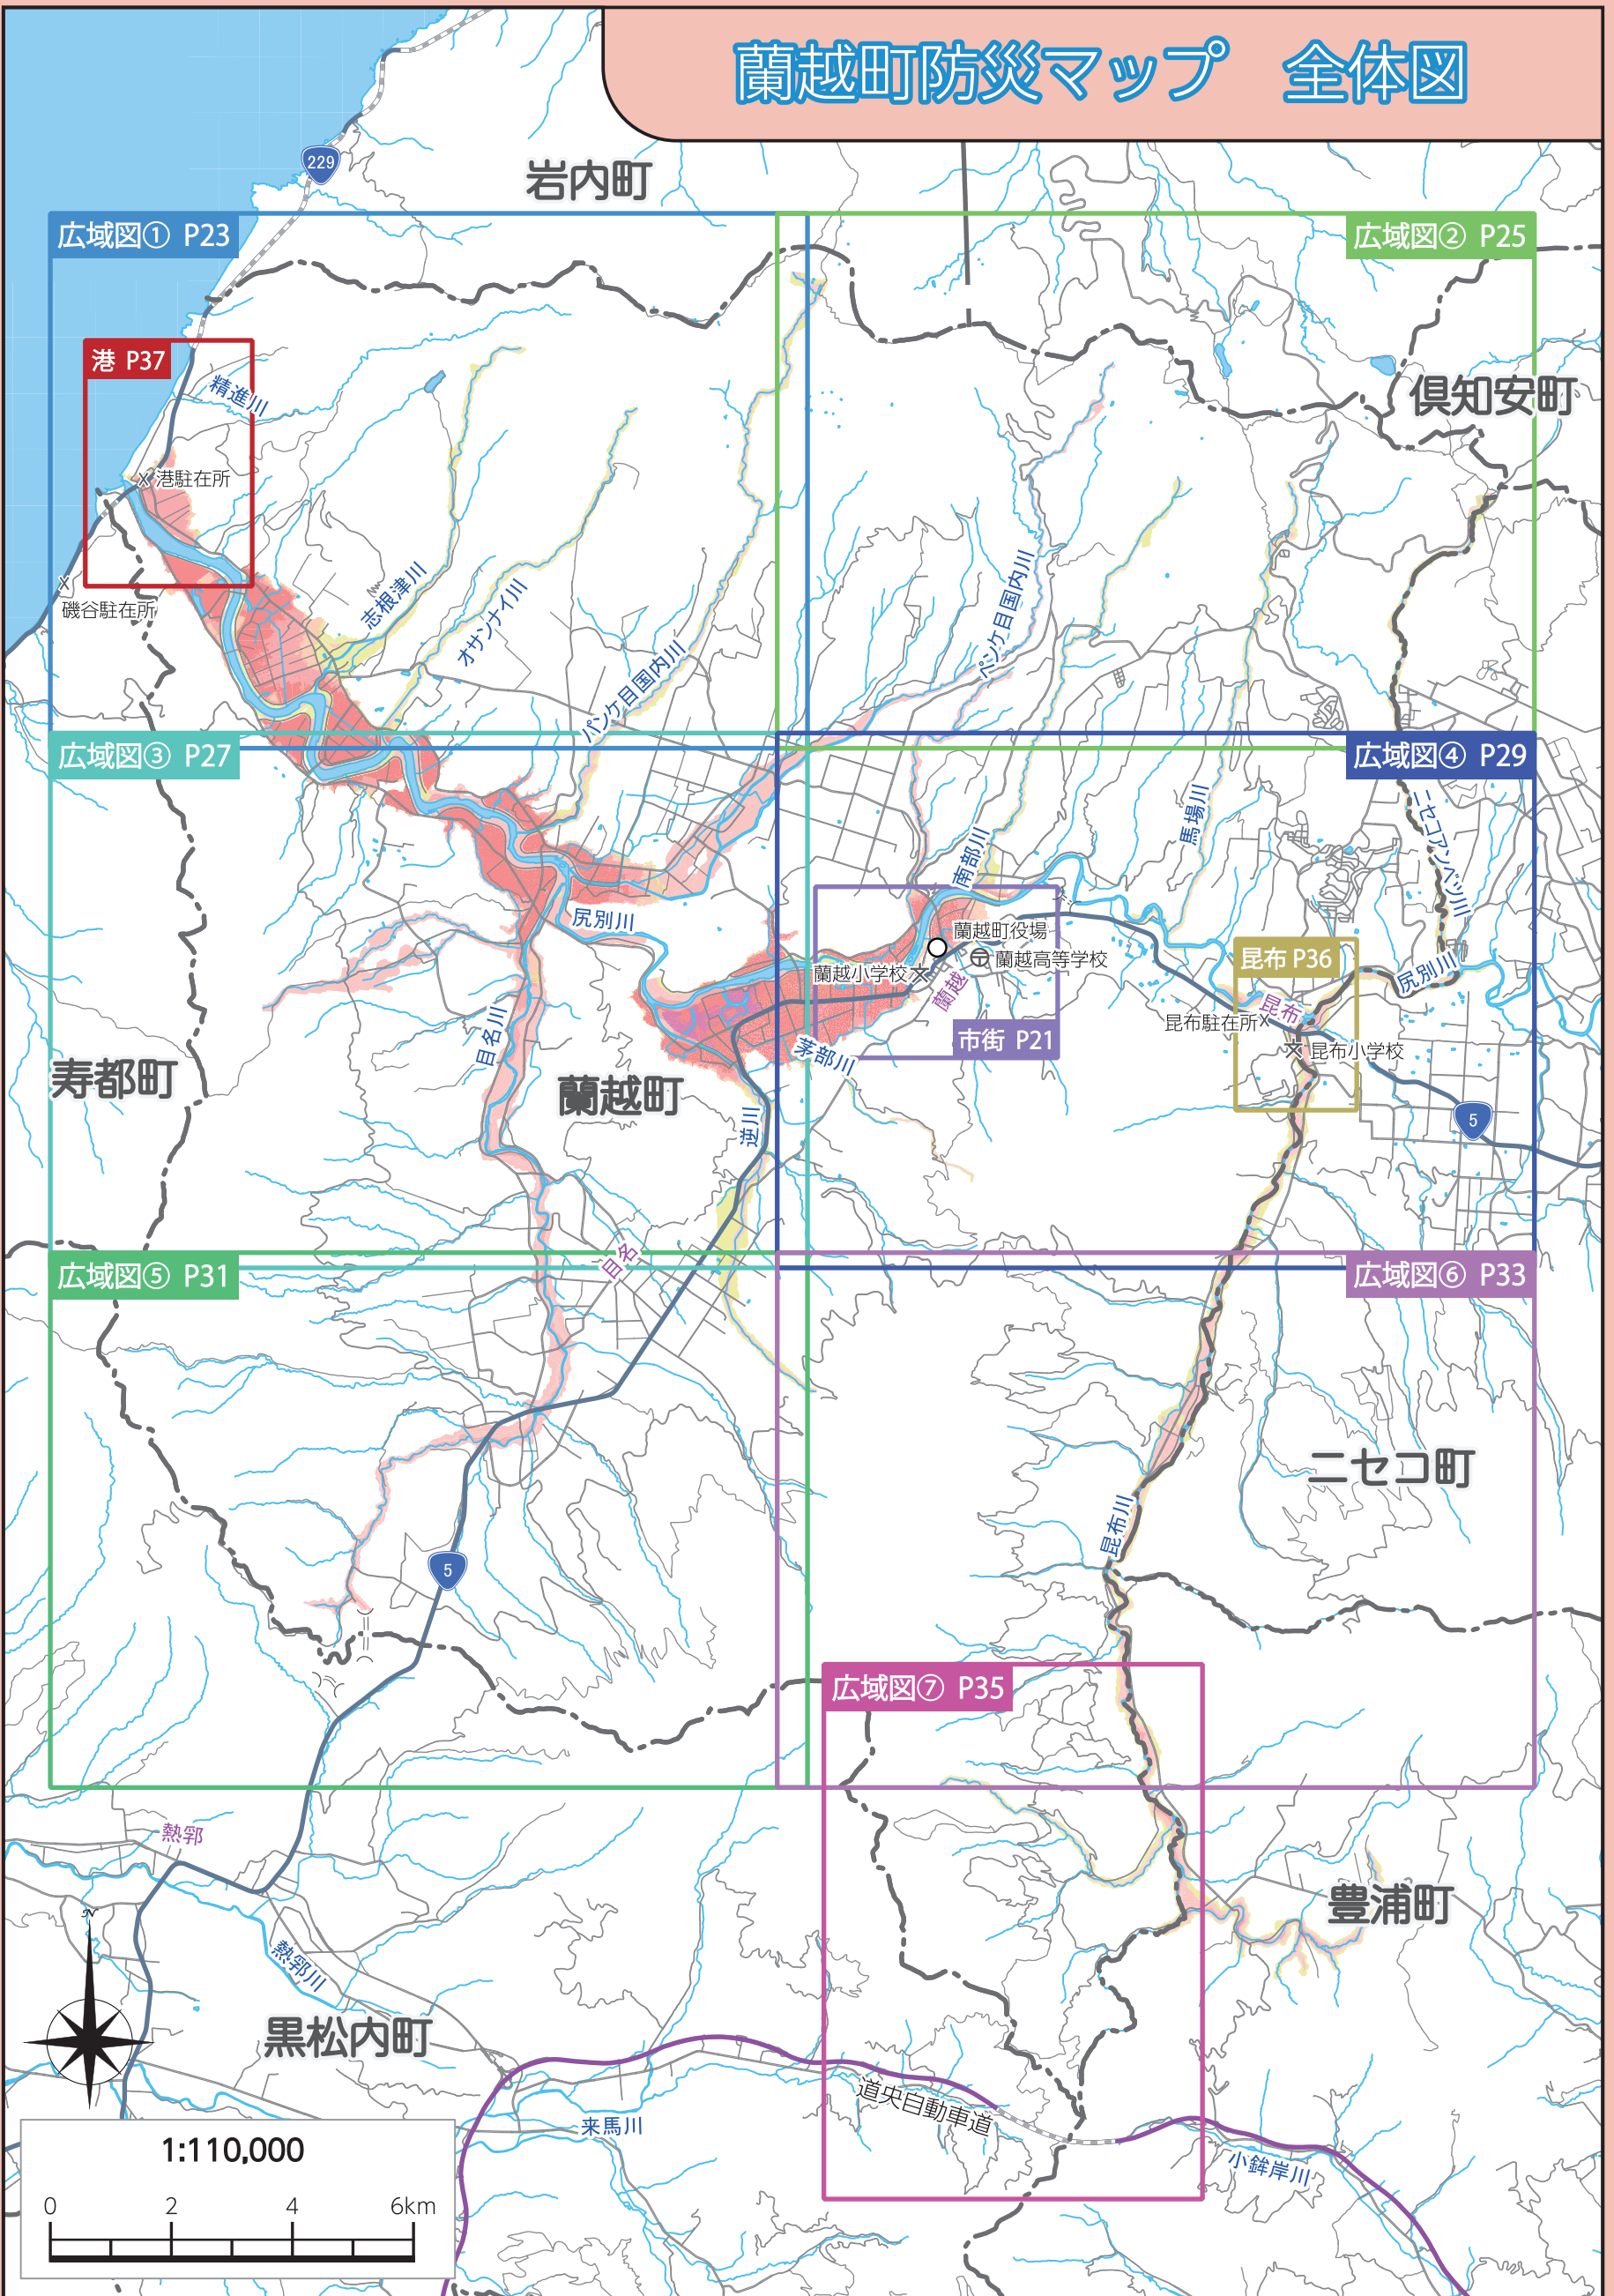 蘭越町防災マップ　全体図
229
岩内町
広域図① P23
広域図② P25
港 P37
精進川
倶知安町
港駐在所
磯谷駐在所
志根津川
オサンナイ川
パンケ目国内川
ペンケ目国内川
広域図③ P27
広域図④ P29
南部川
馬場川
ニセコアンベツ川
尻別川
蘭越町役場
蘭越高等学校
蘭越小学校
蘭越
昆布 P36
尻別川
昆布
昆布駐在所
昆布小学校
市街 P21
茅部川
目名川
寿都町
蘭越町
逆川
5
目名
広域図⑤ P31
広域図⑥ P33
ニセコ町
昆布川
5
広域図⑦ P35
熱郛
豊浦町
N
熱郛川
黒松内町
道央自動車道
来馬川
小鉾岸川
1:110,000
0 2 4 6km